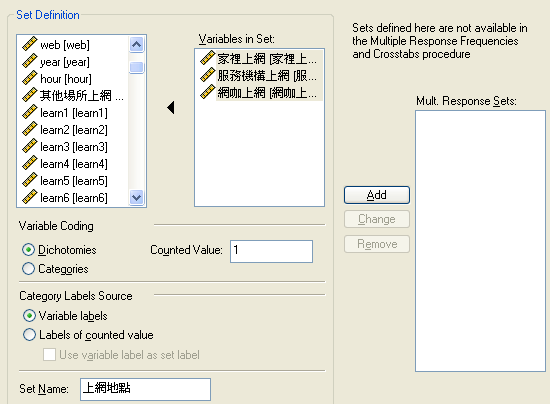 Set Definition
web [web]
year [year]
hour [hour]
其他場所上網 ...
learn1 [learn1]
learn2 [learn2]
learn3 [learn3]
learn4 [learn4]
learn5 [learn5]
learn6 [learn6]
Variables in Set:
家裡上網 [家裡上...
服務機構上網 [服...
網咖上網 [網咖上...
Sets defined here are not available in
the Multiple Response Frequencies
and Crosstabs procedure
Mult. Response Sets:
Add
Change
Remove
Variable Coding
Dichotomies
Counted Value: 1
Categories
Category Labels Source
Variable labels
Labels of counted value
Use variable label as set label
Set Name: 上網地點